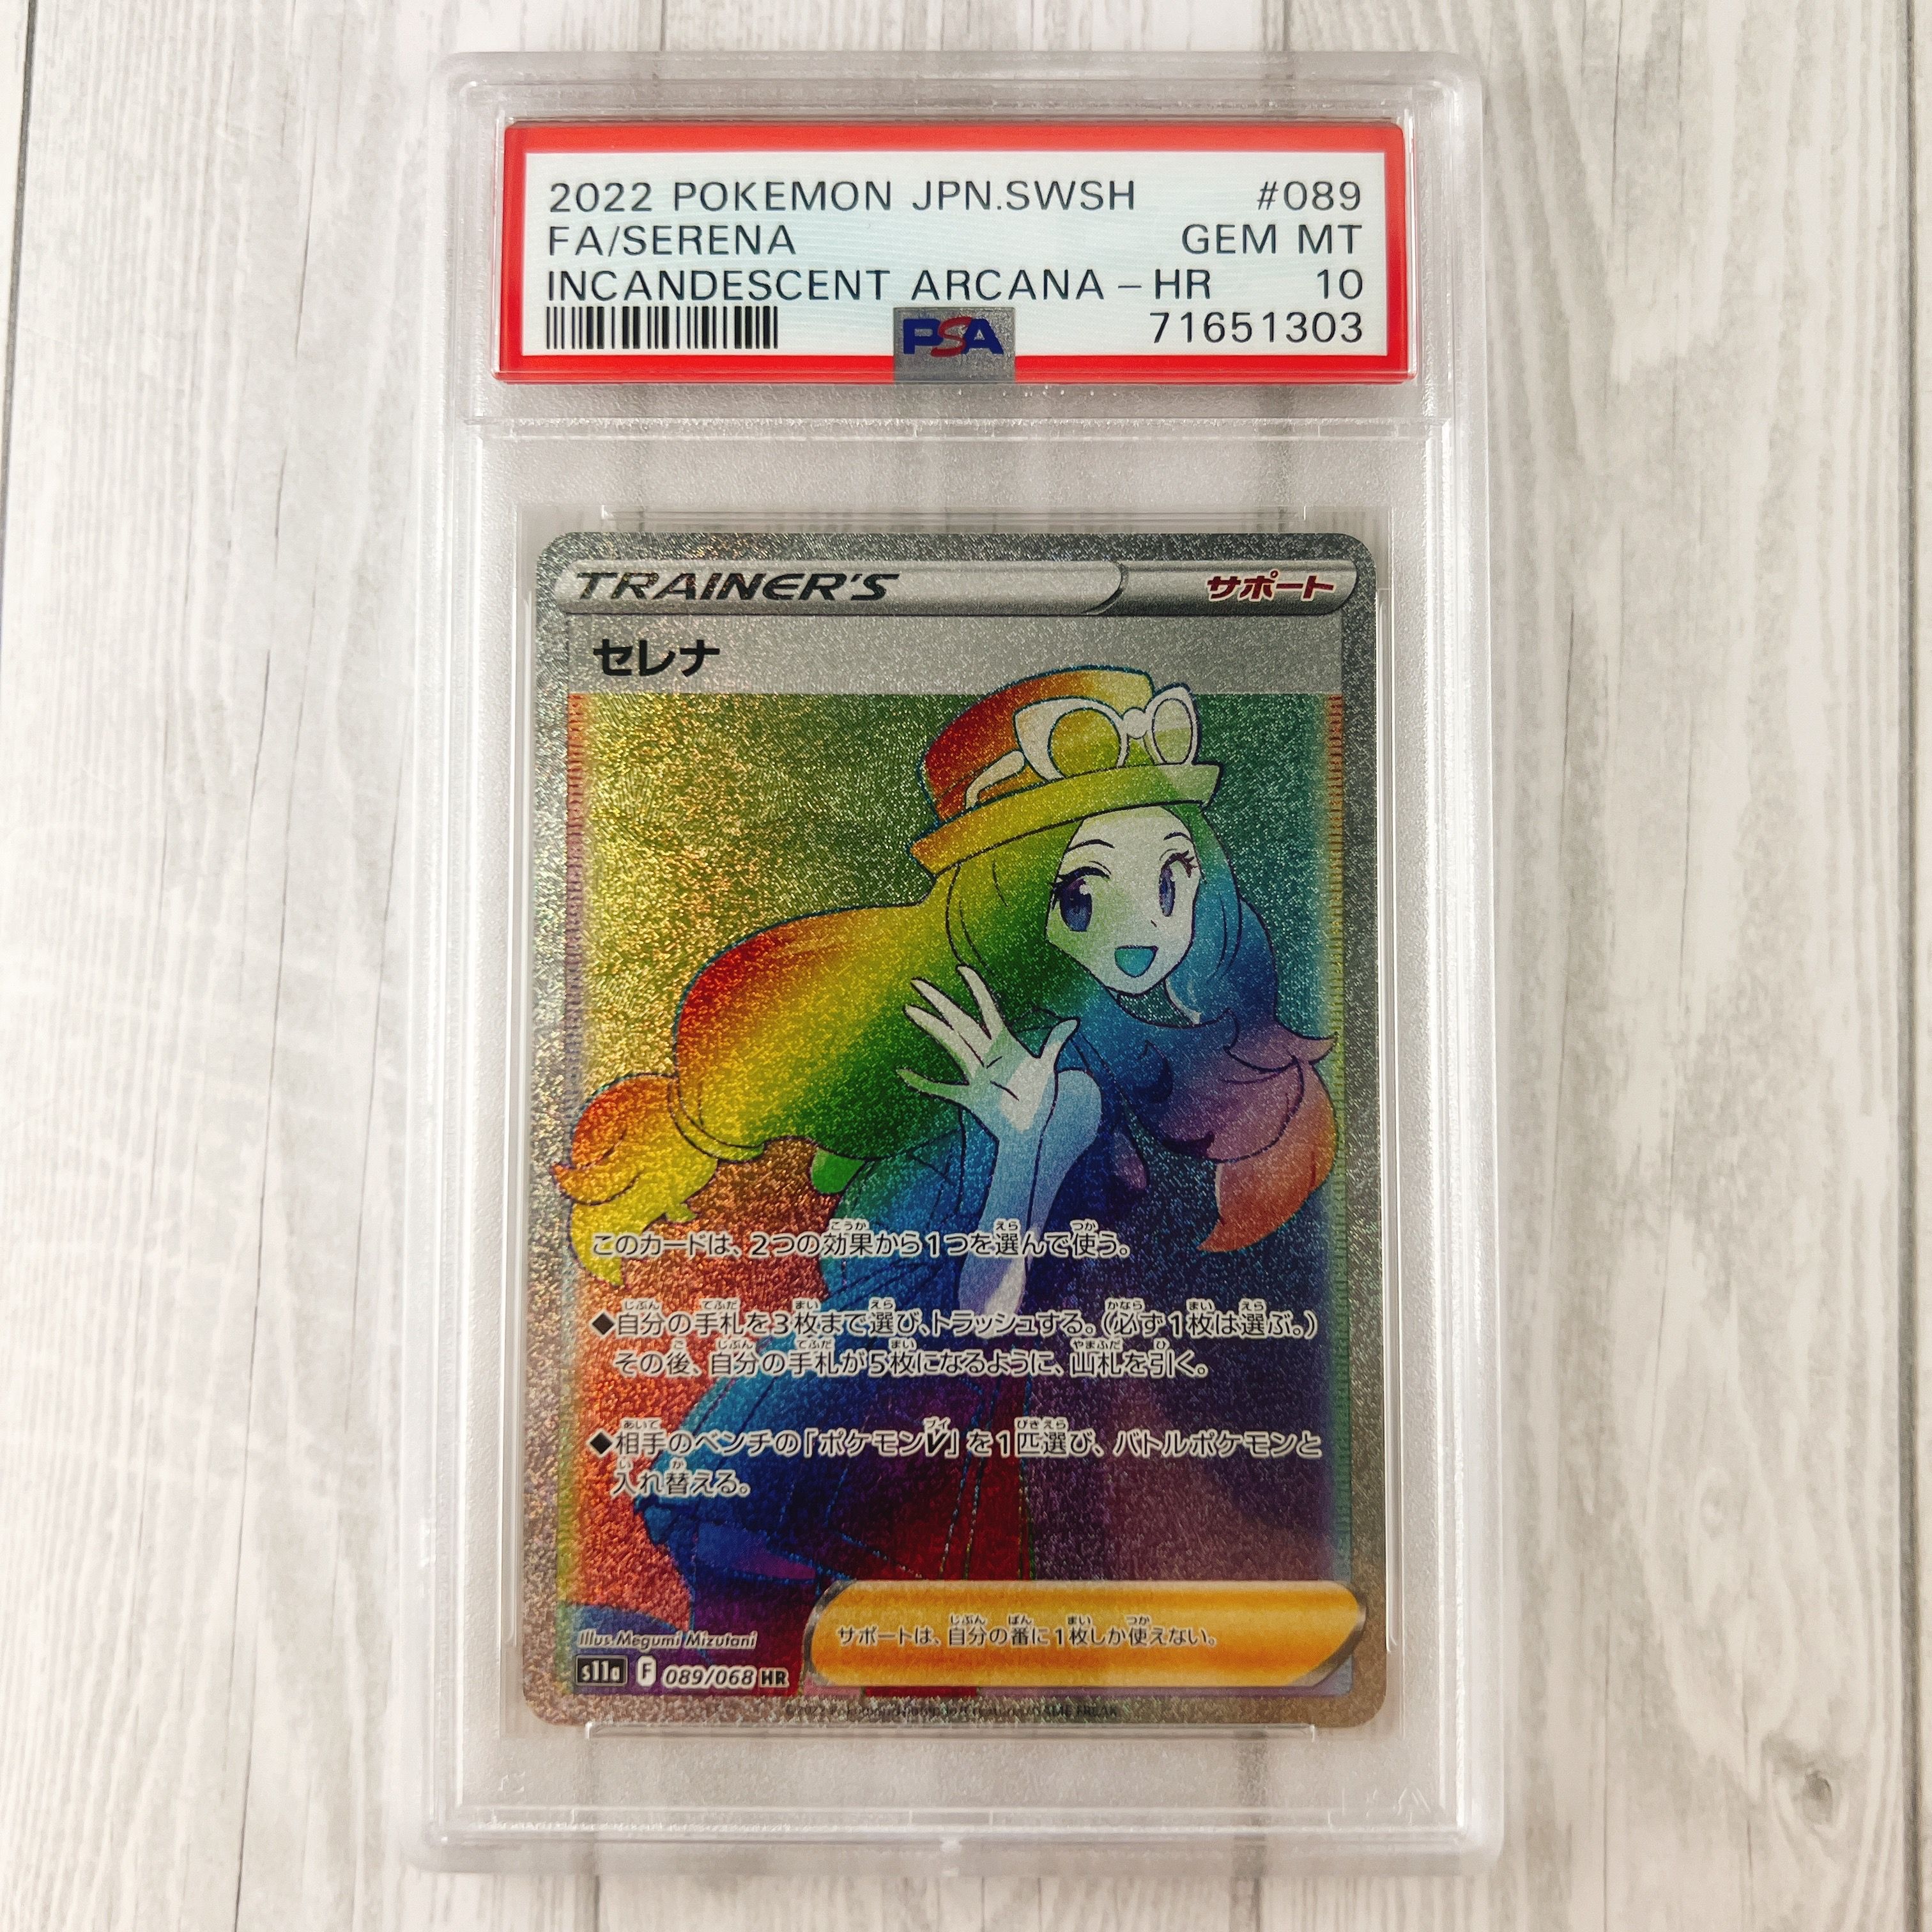 2022 POKEMON JPN.SWSH #089
FA/SERENA GEM MT
INCANDESCENT ARCANA - HR 10
PSA 71651303
TRAINER'S サポート
セレナ
このカードは、2つの効果から1つを選んで使う。
◆自分の手札を3枚まで選び、トラッシュする。(必ず1枚は選ぶ。)
その後、自分の手札が5枚になるように、山札を引く。
◆相手のベンチの「ポケモンV」を1匹選び、バトルポケモンと
入れ替える。
サポートは、自分の番に1枚しか使えない。
Illus. Megumi Mizutani
s11a F 089/068 HR
©2022 Pokémon/Nintendo/Creatures/GAME FREAK